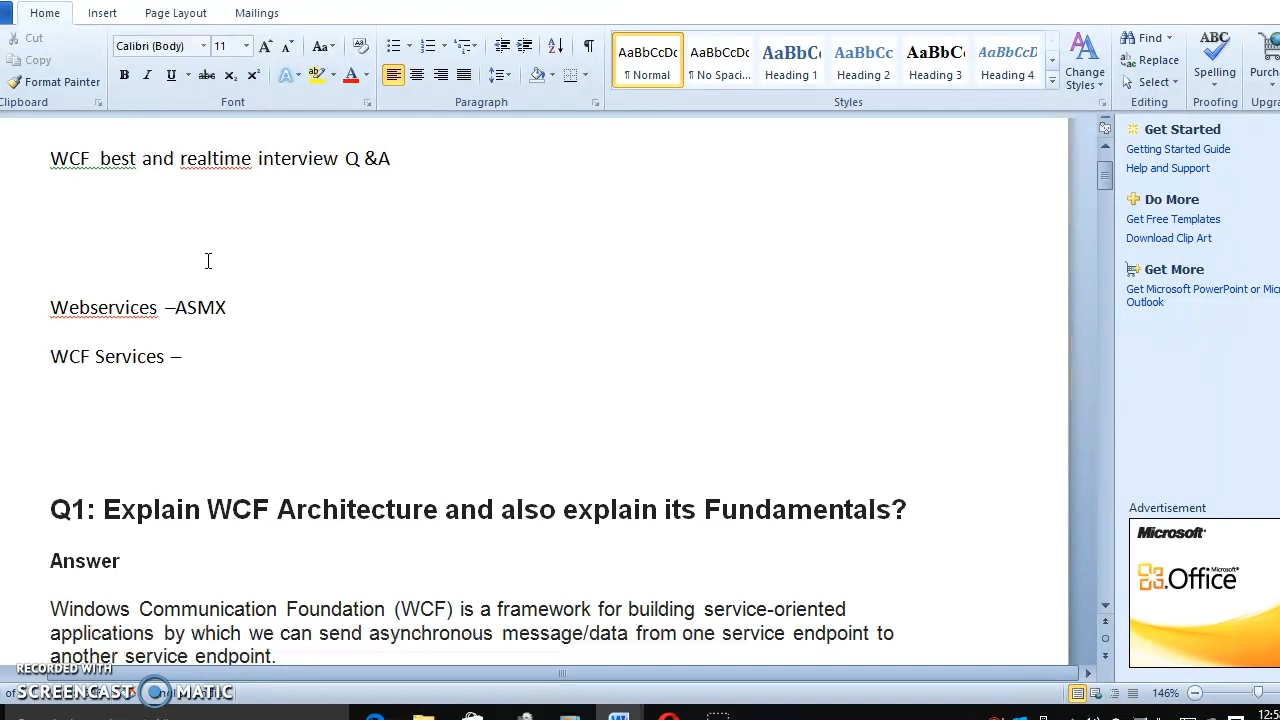 Home Insert Page Layout Mailings
Cut
Copy
Format Painter
Clipboard
Calibri (Body) 11
Font
Paragraph
AaBbCcDc AaBbCcDc AaBbC AaBbCc AaBbCc AaBbCcD
¶ Normal ¶ No Spaci... Heading 1 Heading 2 Heading 3 Heading 4
Change Styles
Styles
Find
Replace
Select
Editing
ABC
Spelling
Proofing
WCF best and realtime interview Q &A
Webservices –ASMX
WCF Services –
Q1: Explain WCF Architecture and also explain its Fundamentals?
Answer
Windows Communication Foundation (WCF) is a framework for building service-oriented
applications by which we can send asynchronous message/data from one service endpoint to
another service endpoint.
Get Started
Getting Started Guide
Help and Support
Do More
Get Free Templates
Download Clip Art
Get More
Get Microsoft PowerPoint or
Outlook
Advertisement
Microsoft
Office
RECORDED WITH
SCREENCAST MATIC
146%